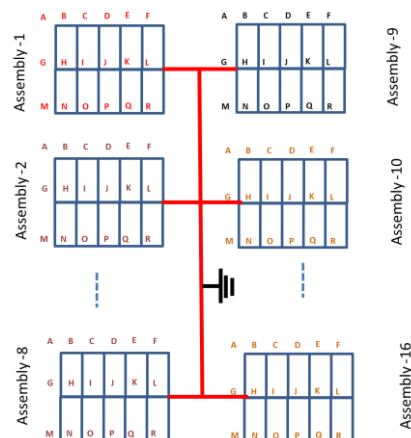 Assembly -1
A B C D E F
G H I J K L
M N O P Q R
Assembly -9
A B C D E F
G H I J K L
M N O P Q R
Assembly -2
A B C D E F
G H I J K L
M N O P Q R
Assembly -10
A B C D E F
G H I J K L
M N O P Q R
Assembly -8
A B C D E F
G H I J K L
M N O P Q R
Assembly -16
A B C D E F
G H I J K L
M N O P Q R